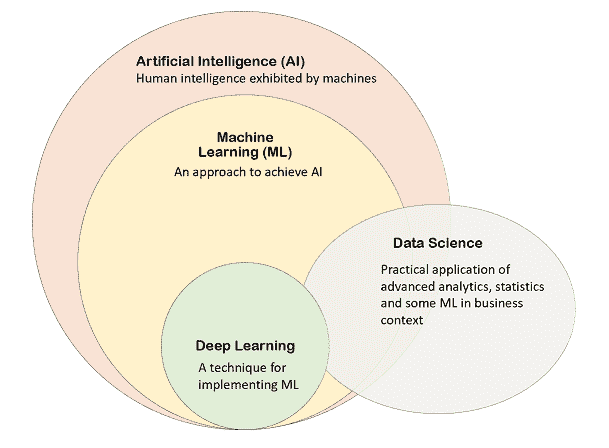 Artificial Intelligence (AI)
Human intelligence exhibited by machines
Machine
Learning (ML)
An approach to achieve AI
Data Science
Practical application of
advanced analytics, statistics
and some ML in business
context
Deep Learning
A technique for
implementing ML